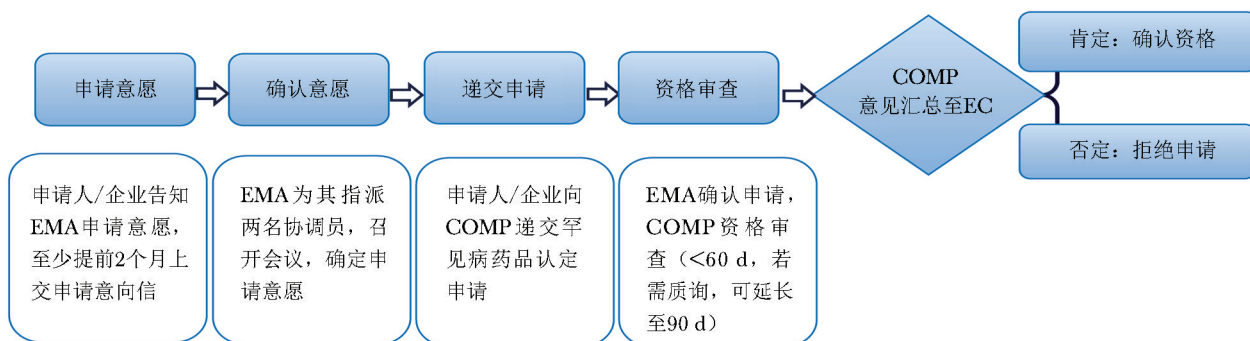 申请意愿
确认意愿
递交申请
资格审查
COMP
意见汇总至EC
肯定：确认资格
否定：拒绝申请
申请人/企业告知
EMA申请意愿，
至少提前2个月上
交申请意向信
EMA为其指派
两名协调员，召
开会议，确定申
请意愿
申请人/企业向
COMP递交罕
见病药品认定
申请
EMA确认申请，
COMP资格审
查（<60 d，若
需质询，可延长
至90 d）